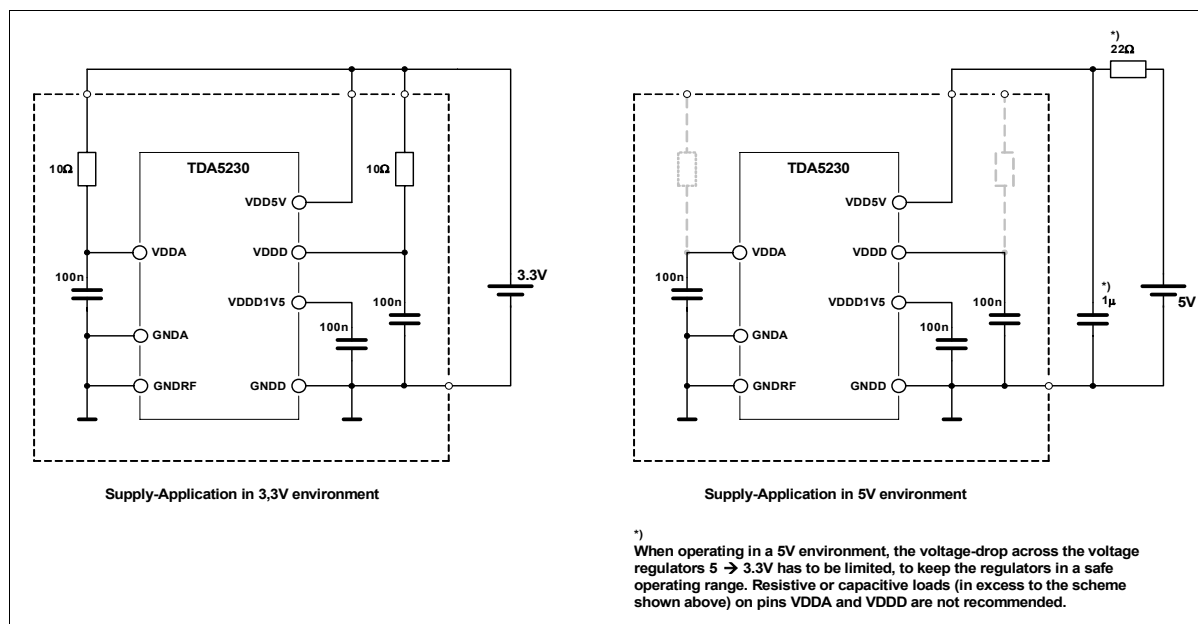 10Ω
TDA5230
10Ω
VDD5V
VDDA
VDDD
100n
VDDD1V5
100n
100n
3.3V
GNDA
GNDRF
GNDD
Supply-Application in 3,3V environment
*)
22Ω
TDA5230
VDD5V
VDDA
VDDD
100n
VDDD1V5
100n
100n
*)
1µ
5V
GNDA
GNDRF
GNDD
Supply-Application in 5V environment
*)
When operating in a 5V environment, the voltage-drop across the voltage
regulators 5 → 3.3V has to be limited, to keep the regulators in a safe
operating range. Resistive or capacitive loads (in excess to the scheme
shown above) on pins VDDA and VDDD are not recommended.